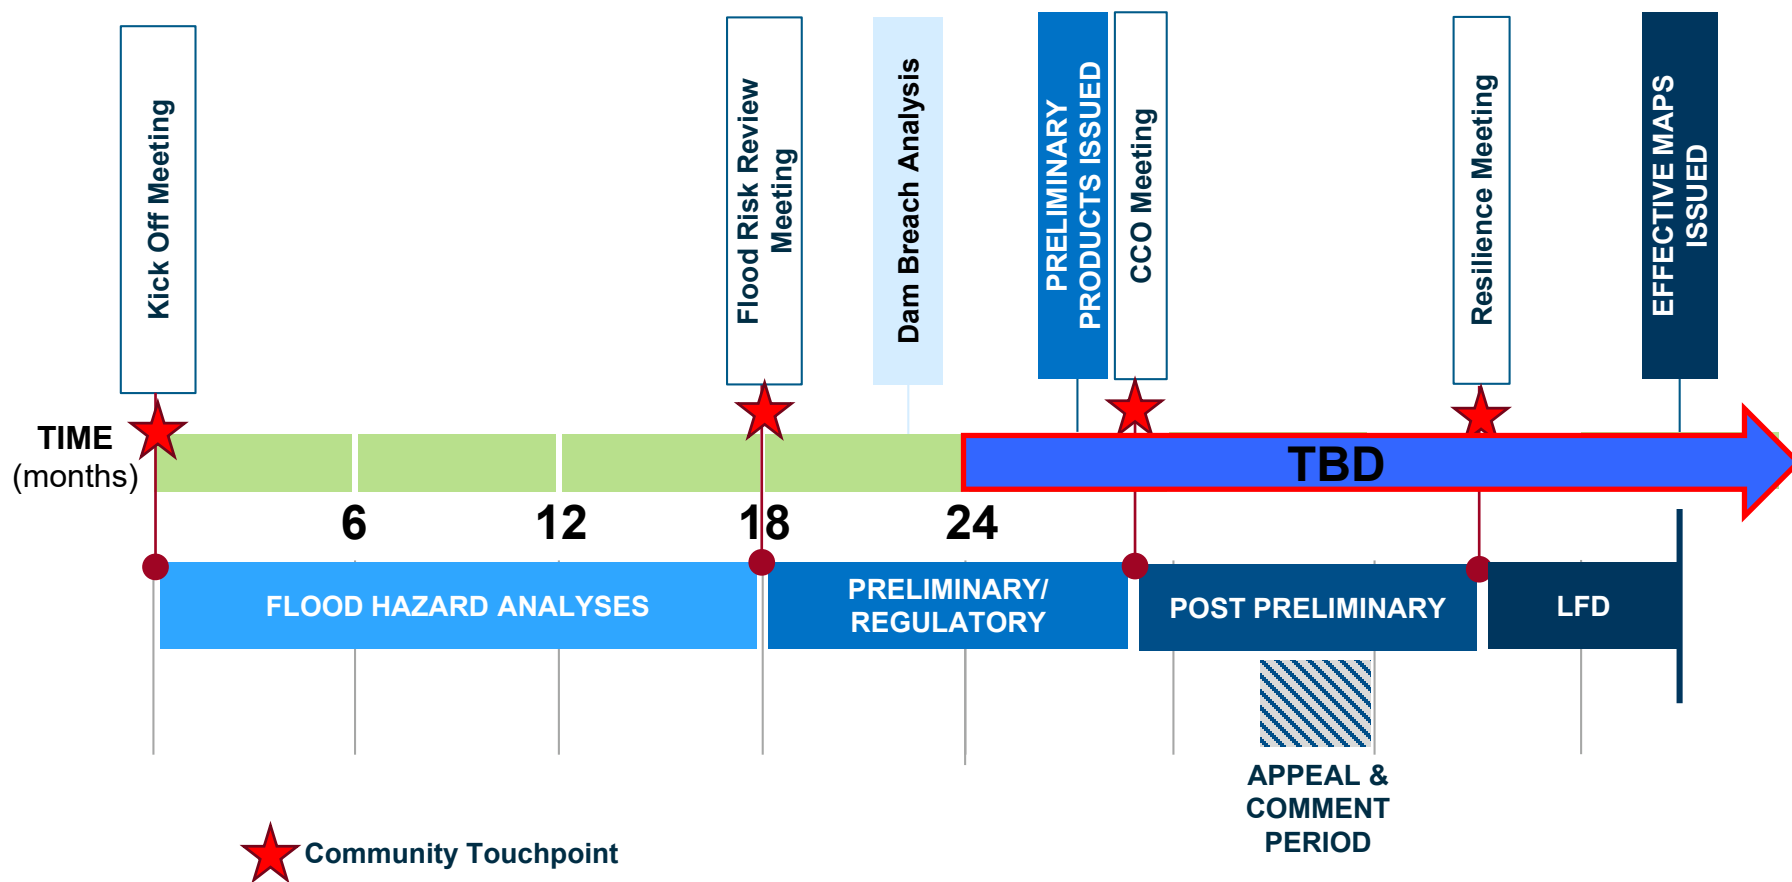 Kick Off Meeting
Flood Risk Review
Meeting
Dam Breach Analysis
PRELIMINARY
PRODUCTS ISSUED
CCO Meeting
Resilience Meeting
EFFECTIVE MAPS
ISSUED
TIME
(months)
TBD
6
12
18
24
FLOOD HAZARD ANALYSES
PRELIMINARY/
REGULATORY
POST PRELIMINARY
LFD
APPEAL &
COMMENT
PERIOD
Community Touchpoint